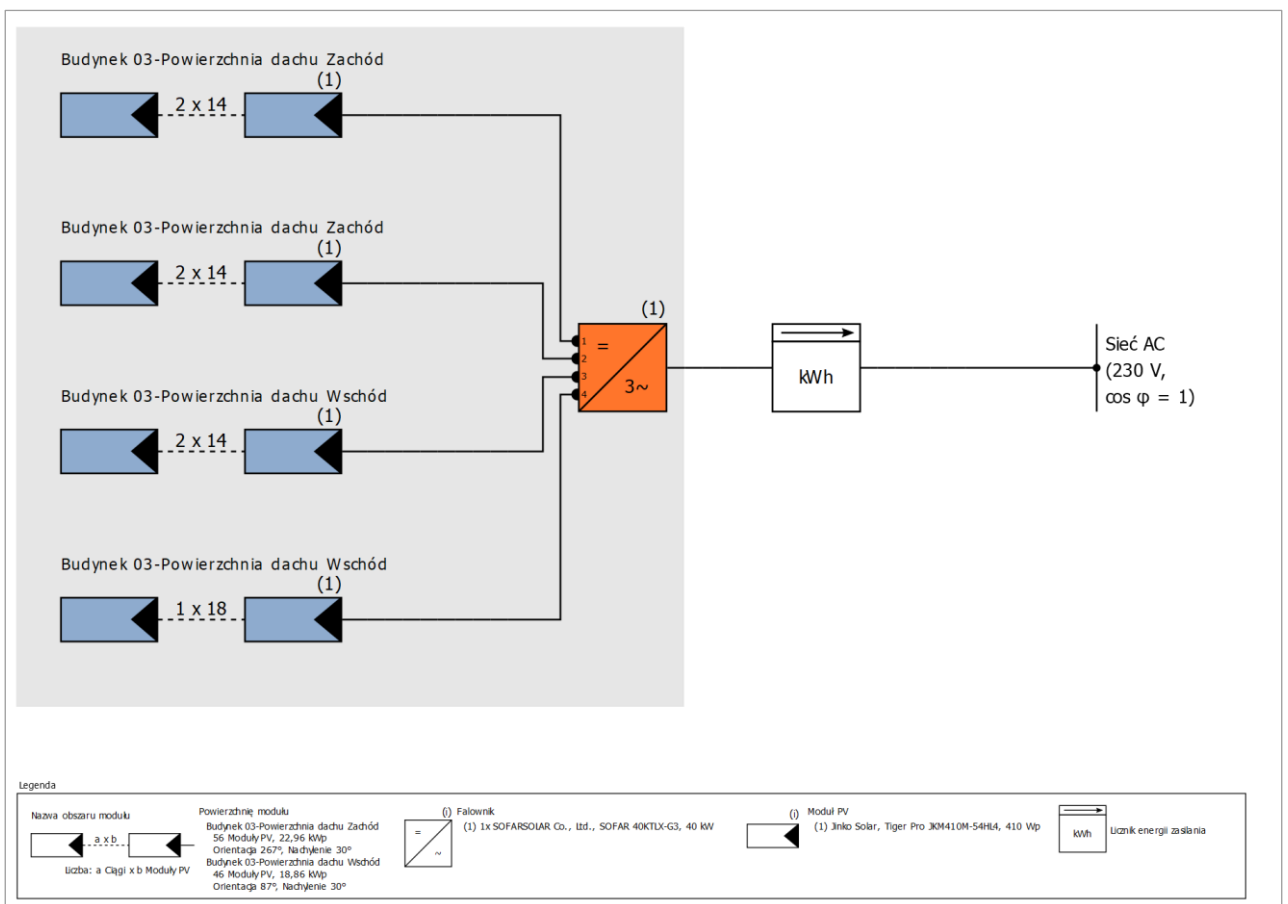 Budynek 03-Powierzchnia dachu Zachód
(1)
2 x 14
Budynek 03-Powierzchnia dachu Zachód
(1)
2 x 14
(1)
1
=
2
3
3~
4
kWh
Sieć AC
(230 V,
cos φ = 1)
Budynek 03-Powierzchnia dachu Wschód
(1)
2 x 14
Budynek 03-Powierzchnia dachu Wschód
(1)
1 x 18
Legenda
Nazwa obszaru modułu
a x b
Liczba: a Ciągi x b Moduły PV
Powierzchnię modułu
Budynek 03-Powierzchnia dachu Zachód
56 Moduły PV, 22,96 kWp
Orientacja 267°, Nachylenie 30°
Budynek 03-Powierzchnia dachu Wschód
46 Moduły PV, 18,86 kWp
Orientacja 87°, Nachylenie 30°
(i) Falownik
= ~
(1) 1x SOFARSOLAR Co., Ltd., SOFAR 40KTLX-G3, 40 kW
(i) Moduł PV
(1) Jinko Solar, Tiger Pro JKM410M-54HL4, 410 Wp
kWh
Licznik energii zasilania